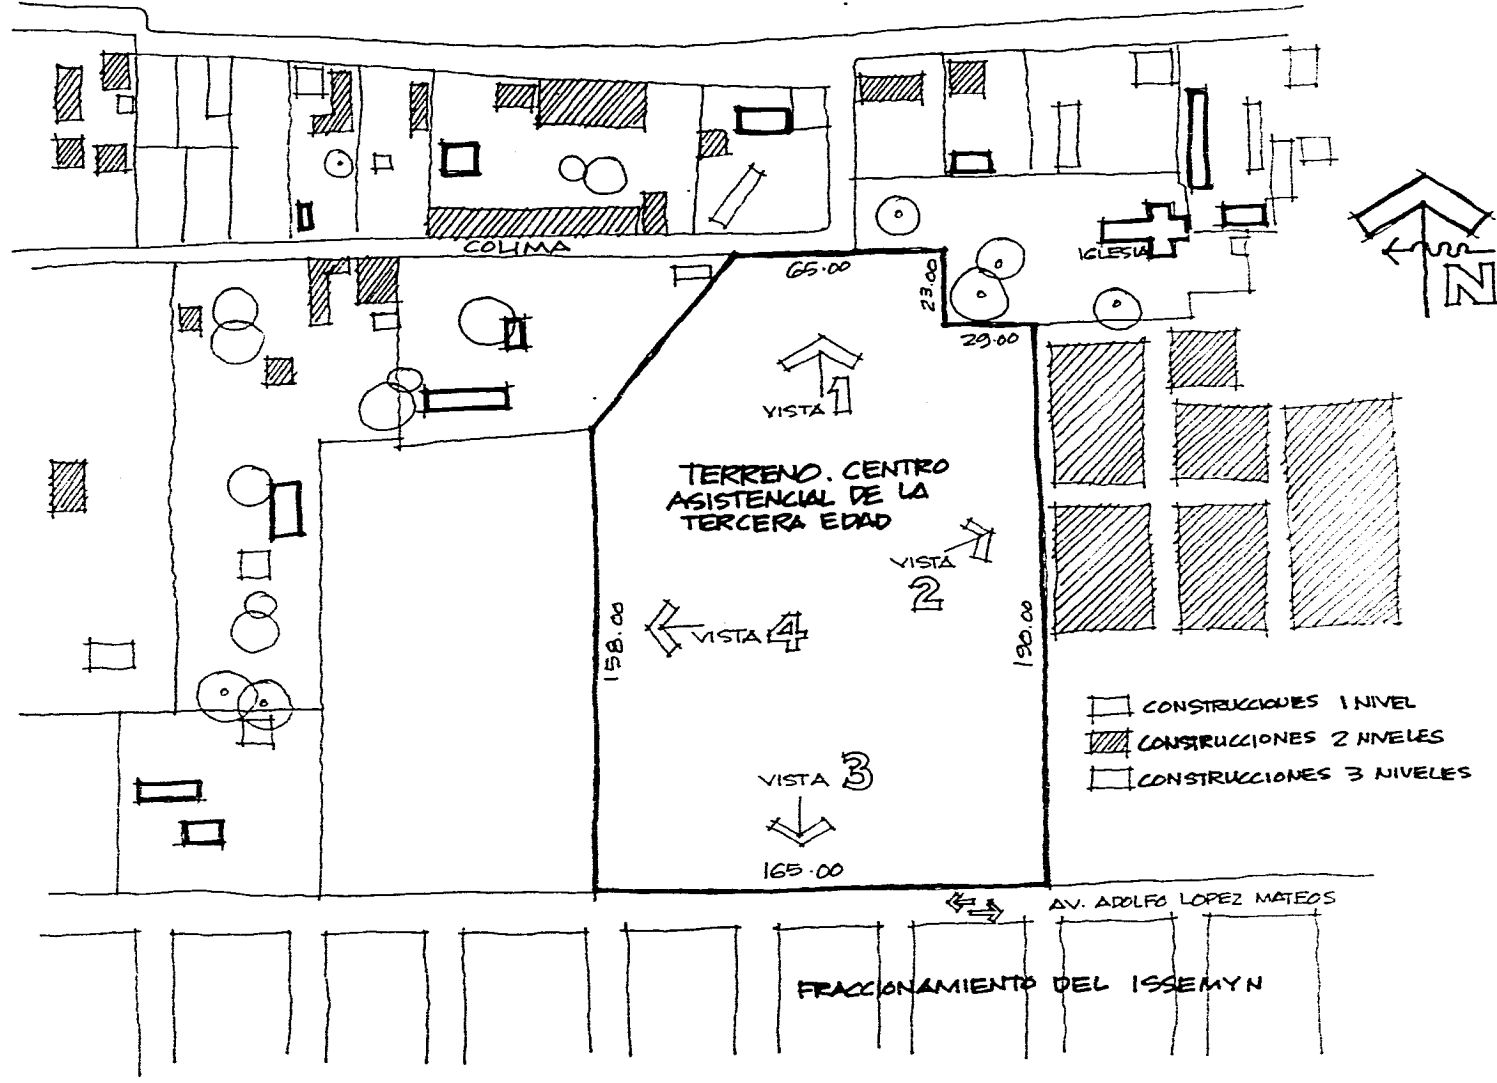 COLIMA
65.00
23.00
IGLESIA
N
29.00
VISTA 1
TERRENO. CENTRO
ASISTENCIAL DE LA
TERCERA EDAD
VISTA
2
158.00
VISTA 4
190.00
CONSTRUCCIONES 1 NIVEL
CONSTRUCCIONES 2 NIVELES
CONSTRUCCIONES 3 NIVELES
VISTA 3
165.00
AV. ADOLFO LOPEZ MATEOS
FRACCIONAMIENTO DEL ISSEMYN